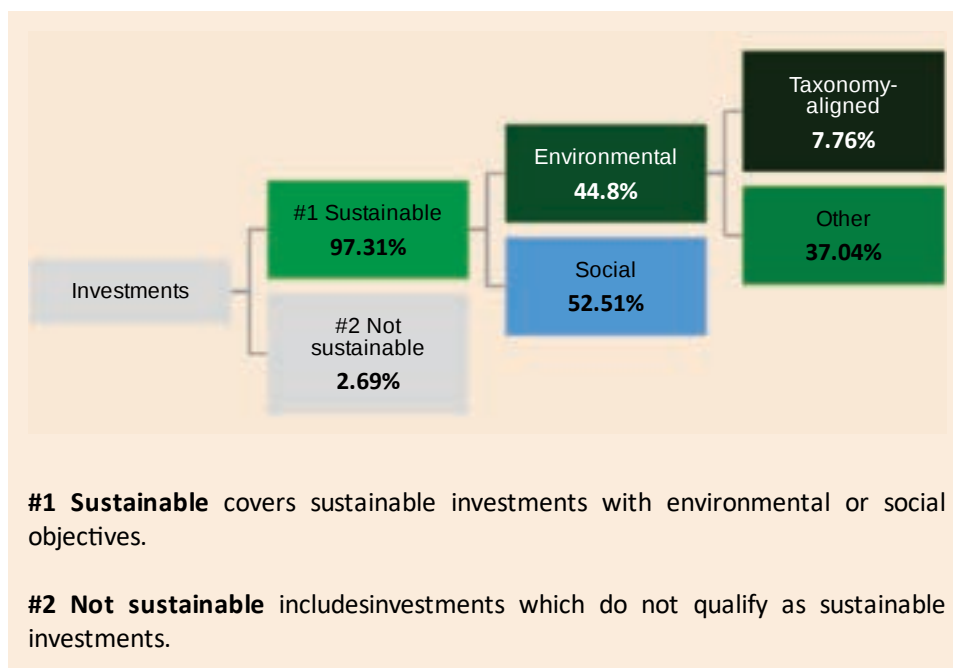 Taxonomy-
aligned
7.76%
Environmental
44.8%
#1 Sustainable
97.31%
Other
37.04%
Social
52.51%
Investments
#2 Not
sustainable
2.69%
#1 Sustainable covers sustainable investments with environmental or social
objectives.
#2 Not sustainable includesinvestments which do not qualify as sustainable
investments.